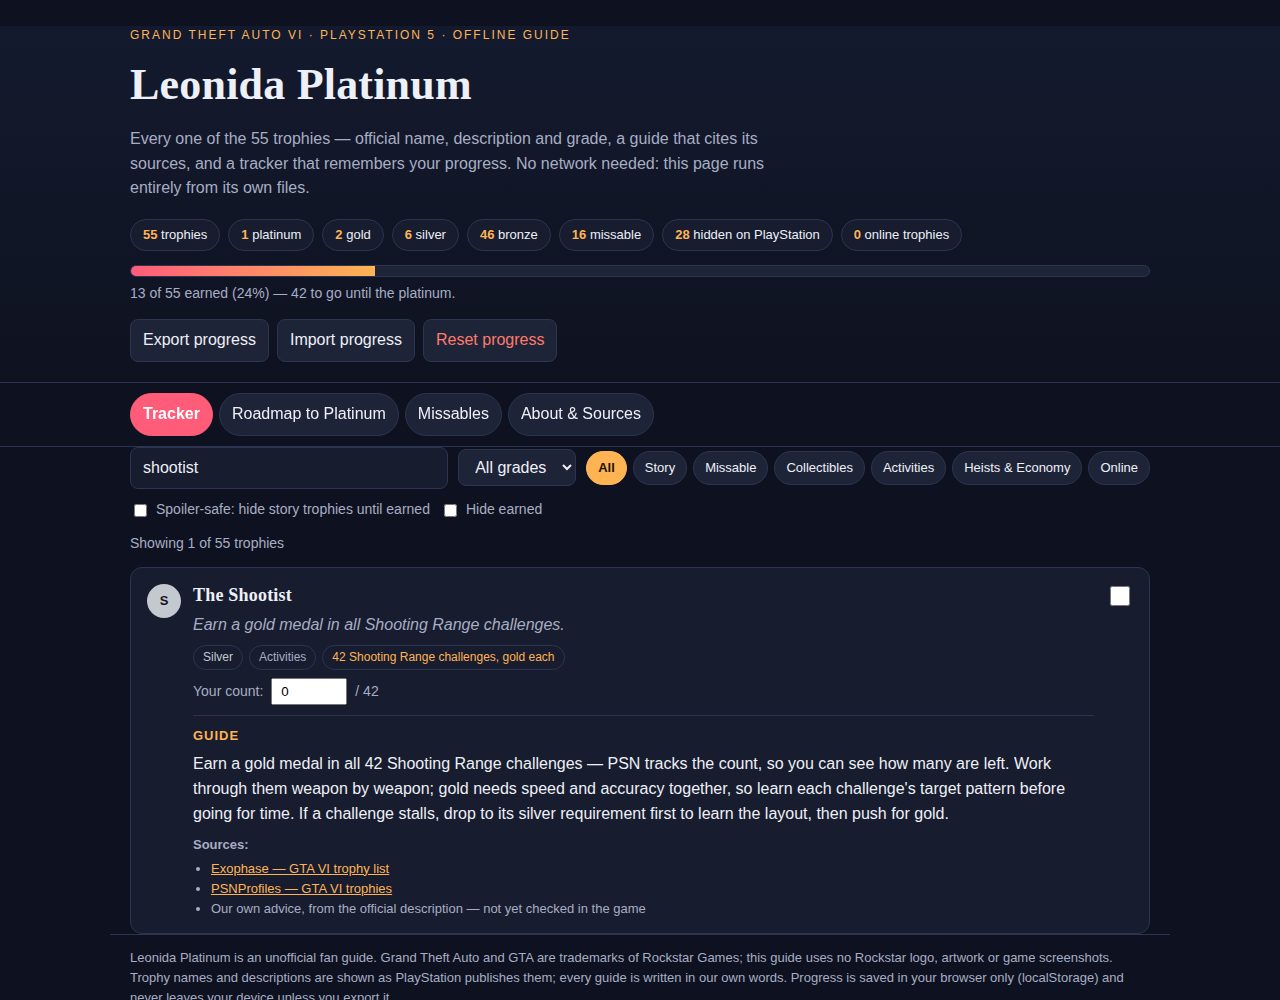 GRAND THEFT AUTO VI · PLAYSTATION 5 · OFFLINE GUIDE
Leonida Platinum
Every one of the 55 trophies — official name, description and grade, a guide that cites its
sources, and a tracker that remembers your progress. No network needed: this page runs
entirely from its own files.
55 trophies 1 platinum 2 gold 6 silver 46 bronze 16 missable 28 hidden on PlayStation 0 online trophies
13 of 55 earned (24%) — 42 to go until the platinum.
Export progress Import progress Reset progress
Tracker Roadmap to Platinum Missables About & Sources
shootist All grades All Story Missable Collectibles Activities Heists & Economy Online
Spoiler-safe: hide story trophies until earned Hide earned
Showing 1 of 55 trophies
S The Shootist
Earn a gold medal in all Shooting Range challenges.
Silver Activities 42 Shooting Range challenges, gold each
Your count: 0 / 42
GUIDE
Earn a gold medal in all 42 Shooting Range challenges — PSN tracks the count, so you can see how many are left. Work
through them weapon by weapon; gold needs speed and accuracy together, so learn each challenge's target pattern before
going for time. If a challenge stalls, drop to its silver requirement first to learn the layout, then push for gold.
Sources:
• Exophase — GTA VI trophy list
• PSNProfiles — GTA VI trophies
• Our own advice, from the official description — not yet checked in the game
Leonida Platinum is an unofficial fan guide. Grand Theft Auto and GTA are trademarks of Rockstar Games; this guide uses no Rockstar logo, artwork or game screenshots.
Trophy names and descriptions are shown as PlayStation publishes them; every guide is written in our own words. Progress is saved in your browser only (localStorage) and
never leaves your device unless you export it.